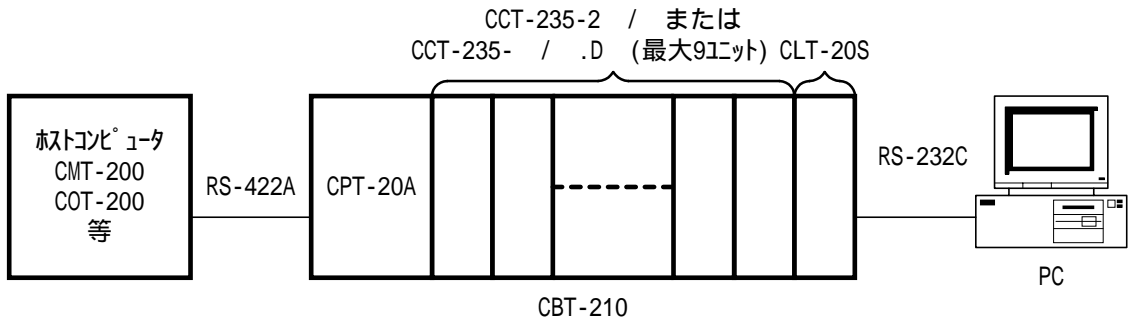 CCT-235-2 / または
CCT-235- / .D (最大9ユニット) CLT-20S
ホストコンピュータ
CMT-200
COT-200
等
RS-422A
CPT-20A
RS-232C
PC
CBT-210